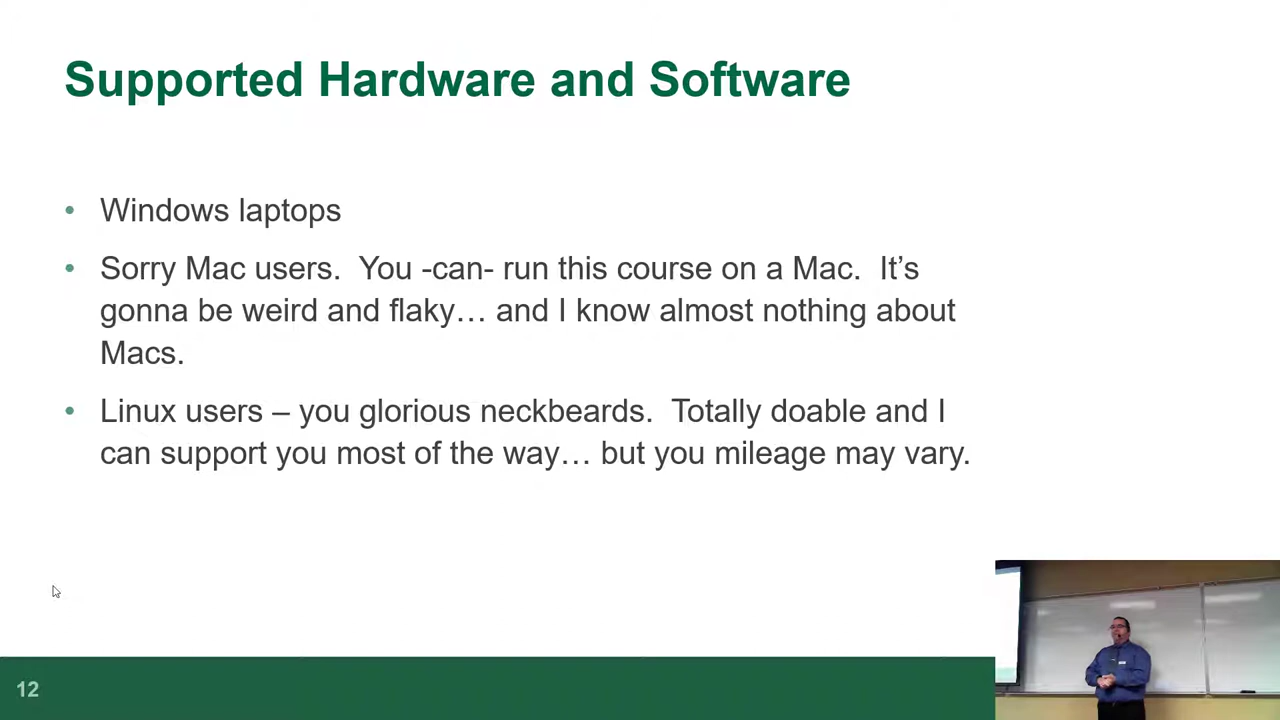 Supported Hardware and Software
• Windows laptops
• Sorry Mac users.  You -can- run this course on a Mac.  It’s
gonna be weird and flaky… and I know almost nothing about
Macs.
• Linux users – you glorious neckbeards.  Totally doable and I
can support you most of the way… but you mileage may vary.
12